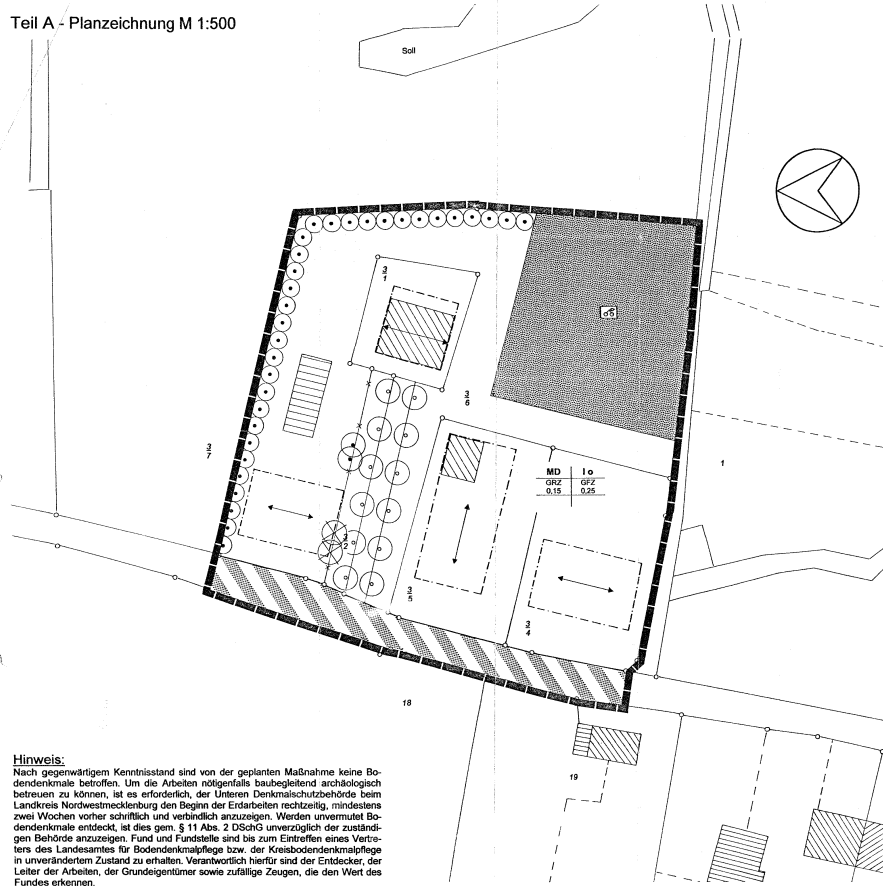 Teil A - Planzeichnung M 1:500
Soll
3
1
3
6
3
7
MD
I o
GRZ
GFZ
0,15
0,25
1
3
2
3
5
3
4
18
19
Hinweis:
Nach gegenwärtigem Kenntnisstand sind von der geplanten Maßnahme keine Bo-
dendenkmale betroffen. Um die Arbeiten nötigenfalls baubegleitend archäologisch
betreuen zu können, ist es erforderlich, der Unteren Denkmalschutzbehörde beim
Landkreis Nordwestmecklenburg den Beginn der Erdarbeiten rechtzeitig, mindestens
zwei Wochen vorher schriftlich und verbindlich anzuzeigen. Werden unvermutet Bo-
dendenkmale entdeckt, ist dies gem. § 11 Abs. 2 DSchG unverzüglich der zuständi-
gen Behörde anzuzeigen. Fund und Fundstelle sind bis zum Eintreffen eines Vertre-
ters des Landesamtes für Bodendenkmalpflege bzw. der Kreisbodendenkmalpflege
in unverändertem Zustand zu erhalten. Verantwortlich hierfür sind der Entdecker, der
Leiter der Arbeiten, der Grundeigentümer sowie zufällige Zeugen, die den Wert des
Fundes erkennen.